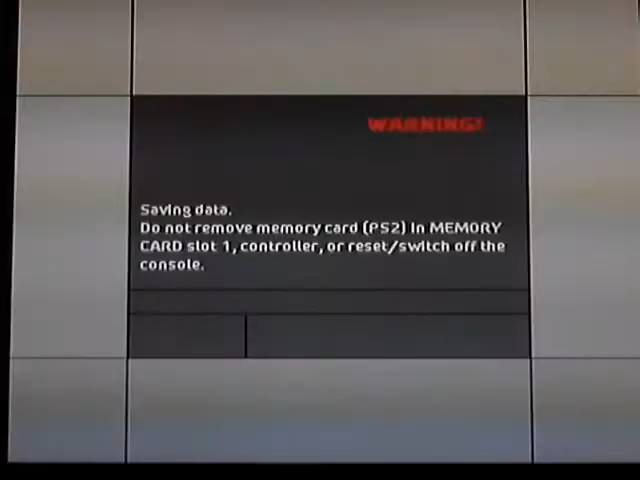 WARNING!
Saving data.
Do not remove memory card (PS2) in MEMORY
CARD slot 1, controller, or reset/switch off the
console.